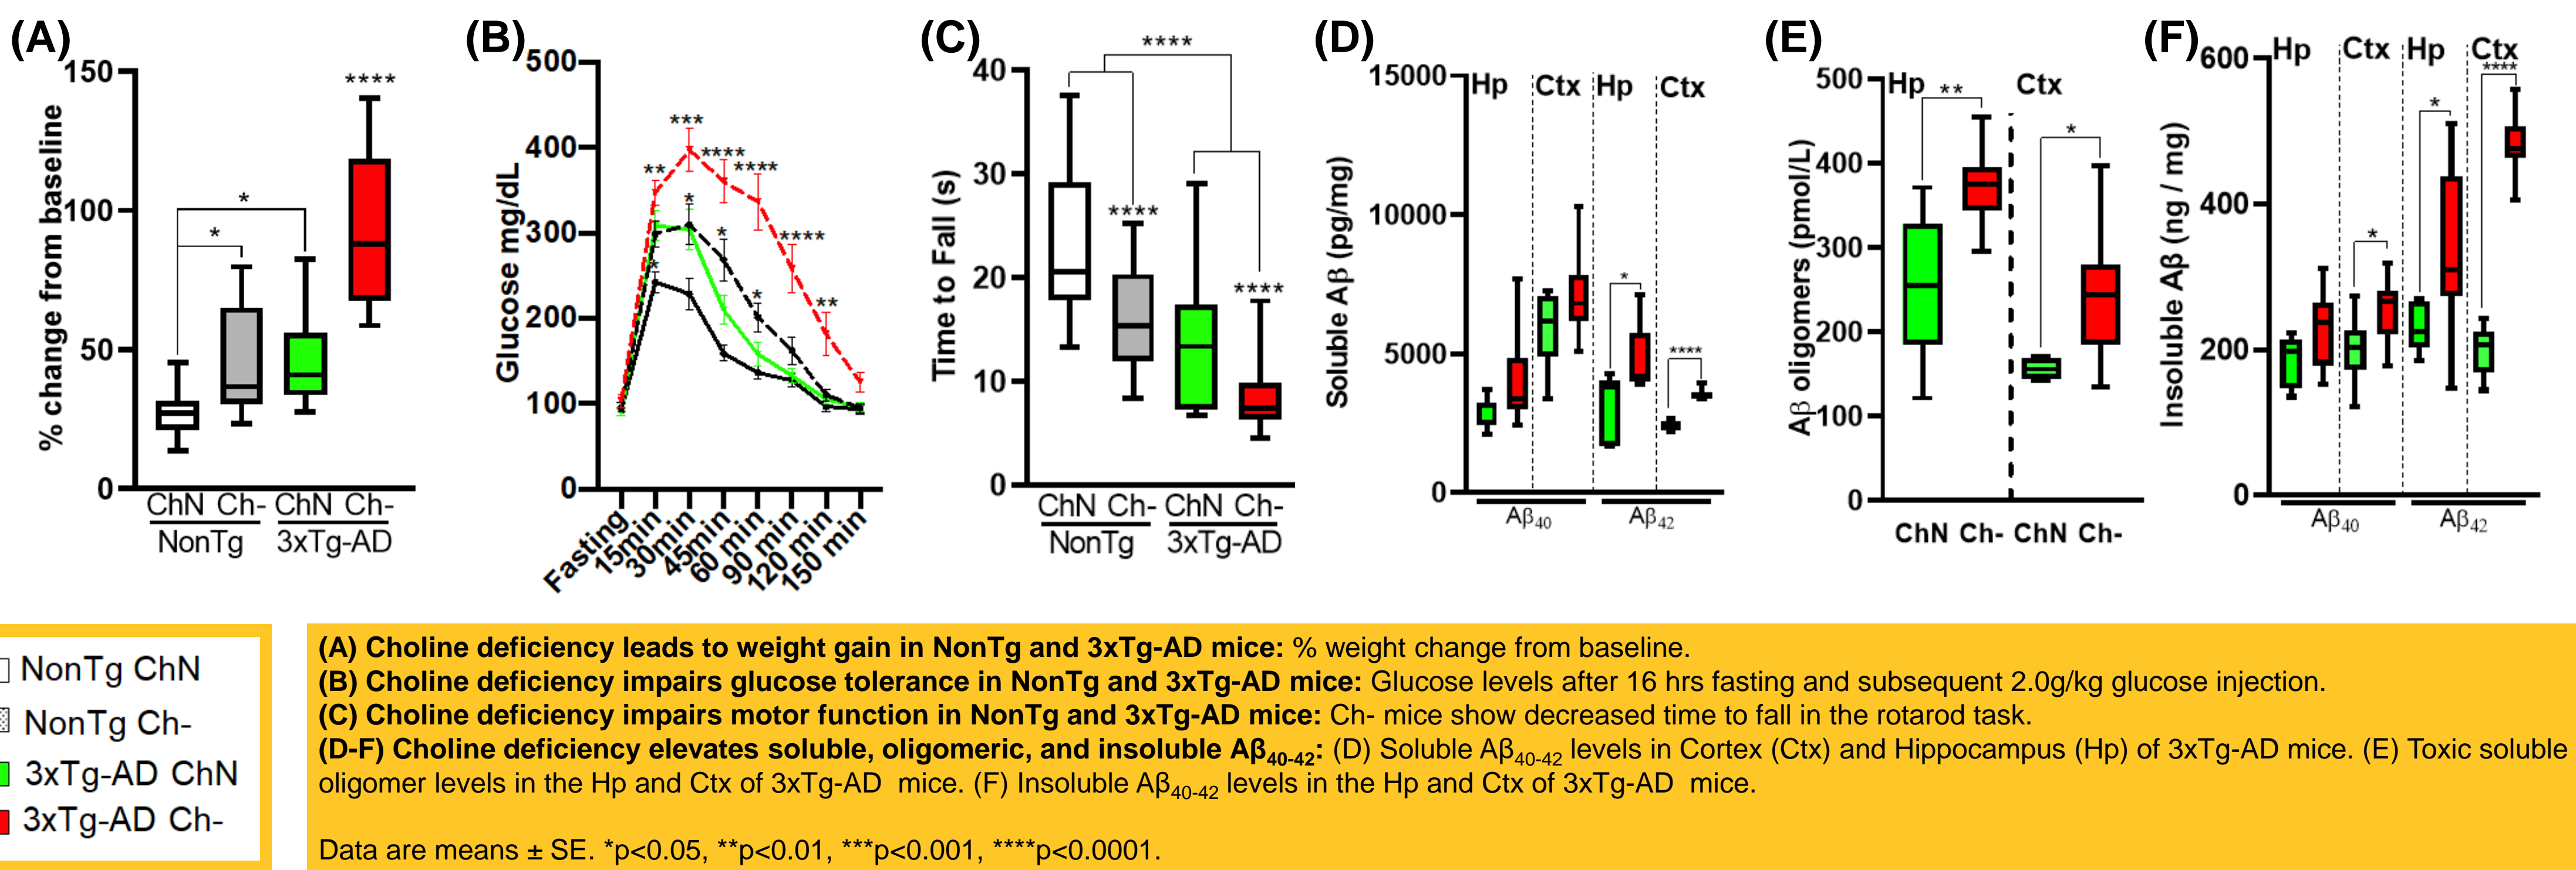 (A)
150
100
50
0
% change from baseline
****
*
*
ChN Ch- ChN Ch-
NonTg 3xTg-AD
(B)
500
400
300
200
100
0
Glucose mg/dL
***
** **** ****
* * **** **
* *
Fasting
15min
30min
45min
60 min
90 min
120 min
150 min
(C)
40
30
20
10
0
Time to Fall (s)
****
****
****
ChN Ch- ChN Ch-
NonTg 3xTg-AD
(D)
15000
10000
5000
0
Soluble Aβ (pg/mg)
Hp Ctx Hp Ctx
*
****
Aβ₄₀ Aβ₄₂
(E)
500
400
300
200
100
0
Aβ oligomers (pmol/L)
Hp Ctx
**
*
ChN Ch- ChN Ch-
(F)
600
400
200
0
Insoluble Aβ (ng / mg)
Hp Ctx Hp Ctx
****
*
*
Aβ₄₀ Aβ₄₂
NonTg ChN
NonTg Ch-
3xTg-AD ChN
3xTg-AD Ch-
(A) Choline deficiency leads to weight gain in NonTg and 3xTg-AD mice: % weight change from baseline.
(B) Choline deficiency impairs glucose tolerance in NonTg and 3xTg-AD mice: Glucose levels after 16 hrs fasting and subsequent 2.0g/kg glucose injection.
(C) Choline deficiency impairs motor function in NonTg and 3xTg-AD mice: Ch- mice show decreased time to fall in the rotarod task.
(D-F) Choline deficiency elevates soluble, oligomeric, and insoluble Aβ₄₀₋₄₂: (D) Soluble Aβ₄₀₋₄₂ levels in Cortex (Ctx) and Hippocampus (Hp) of 3xTg-AD mice. (E) Toxic soluble
oligomer levels in the Hp and Ctx of 3xTg-AD mice. (F) Insoluble Aβ₄₀₋₄₂ levels in the Hp and Ctx of 3xTg-AD mice.
Data are means ± SE. *p<0.05, **p<0.01, ***p<0.001, ****p<0.0001.